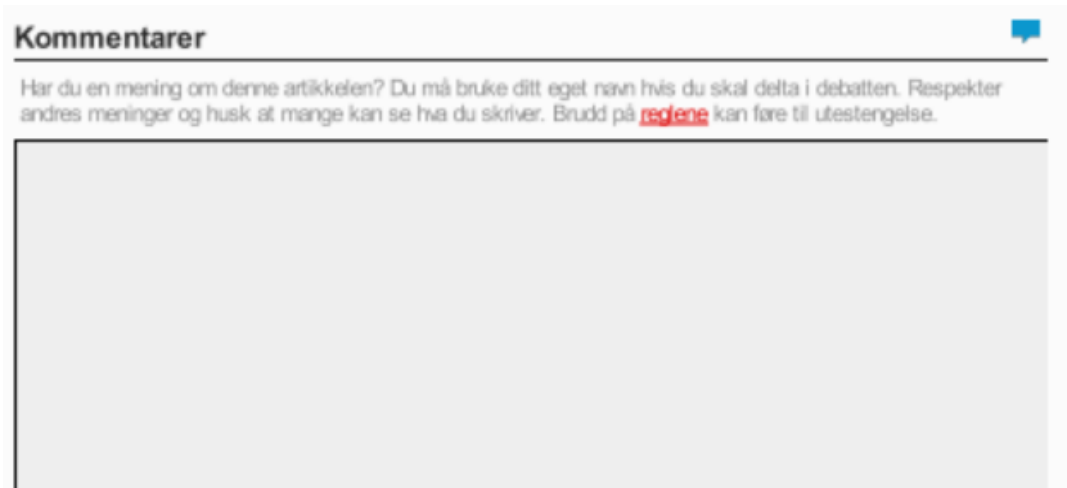 Kommentarer
Har du en mening om denne artikkelen? Du må bruke ditt eget navn hvis du skal delta i debatten. Respekter
andres meninger og husk at mange kan se hva du skriver. Brudd på reglene kan føre til utestengelse.